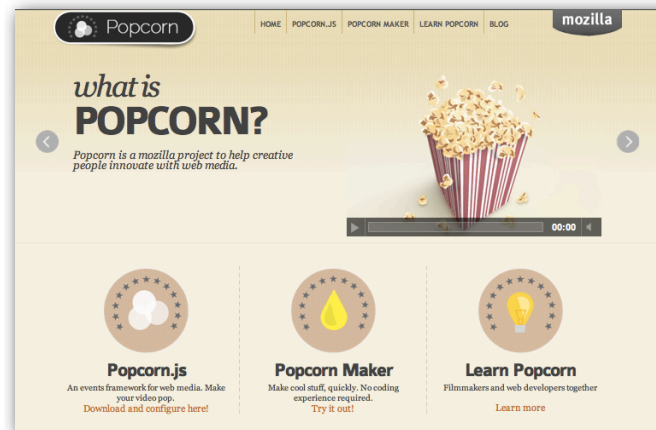 Popcorn
HOME POPCORN.JS POPCORN MAKER LEARN POPCORN BLOG
mozilla
what is
POPCORN?
Popcorn is a mozilla project to help creative
people innovate with web media.
00:00
Popcorn.js
An events framework for web media. Make
your video pop.
Download and configure here!
Popcorn Maker
Make cool stuff, quickly. No coding
experience required.
Try it out!
Learn Popcorn
Filmmakers and web developers together
Learn more